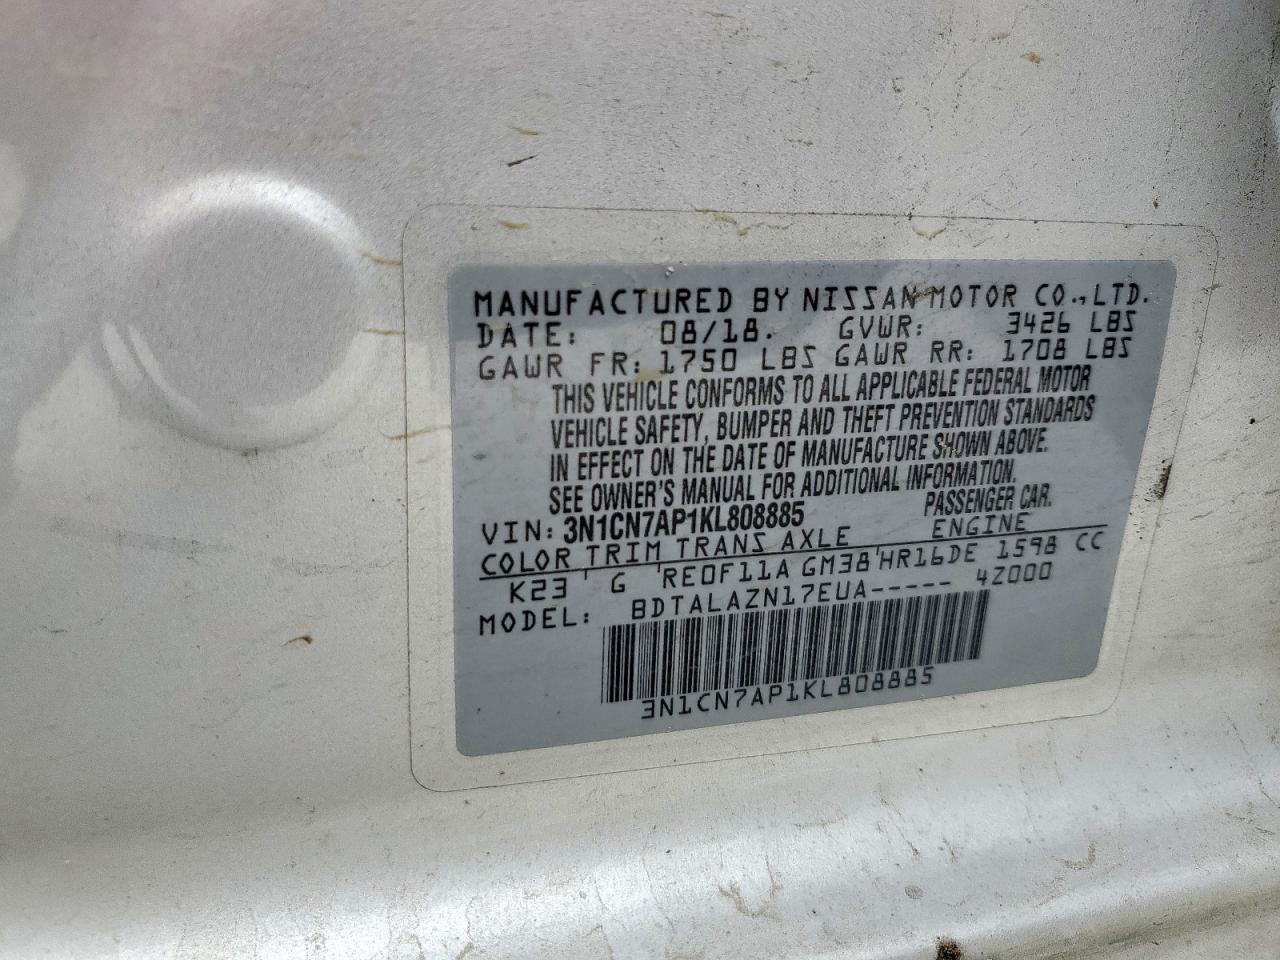 MANUFACTURED BY NISSAN MOTOR CO.,LTD.
DATE: 08/18. GVWR: 3426 LBS
GAWR FR: 1750 LBS GAWR RR: 1708 LBS
THIS VEHICLE CONFORMS TO ALL APPLICABLE FEDERAL MOTOR
VEHICLE SAFETY, BUMPER AND THEFT PREVENTION STANDARDS
IN EFFECT ON THE DATE OF MANUFACTURE SHOWN ABOVE.
SEE OWNER'S MANUAL FOR ADDITIONAL INFORMATION.
VIN: 3N1CN7AP1KL808885 PASSENGER CAR.
COLOR TRIM TRANS AXLE ENGINE
K23 G RE0F11A GM38 HR16DE 1598 CC
MODEL: BDTALAZN17EUA----- 4Z000
3N1CN7AP1KL808885